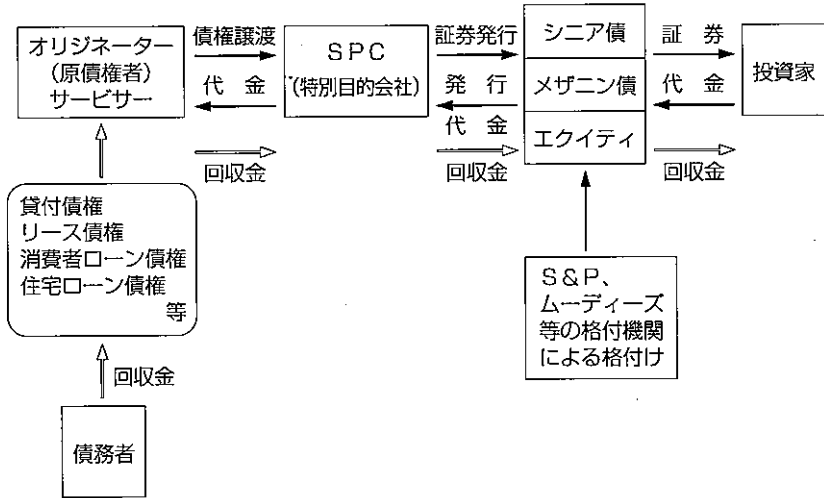 オリジネーター
（原債権者）
サービサー
債権譲渡
代 金
回収金
ＳＰＣ
（特別目的会社）
証券発行
発 行
代 金
回収金
シニア債
メザニン債
エクイティ
証 券
代 金
回収金
投資家
貸付債権
リース債権
消費者ローン債権
住宅ローン債権
等
回収金
債務者
Ｓ＆Ｐ、
ムーディーズ
等の格付機関
による格付け